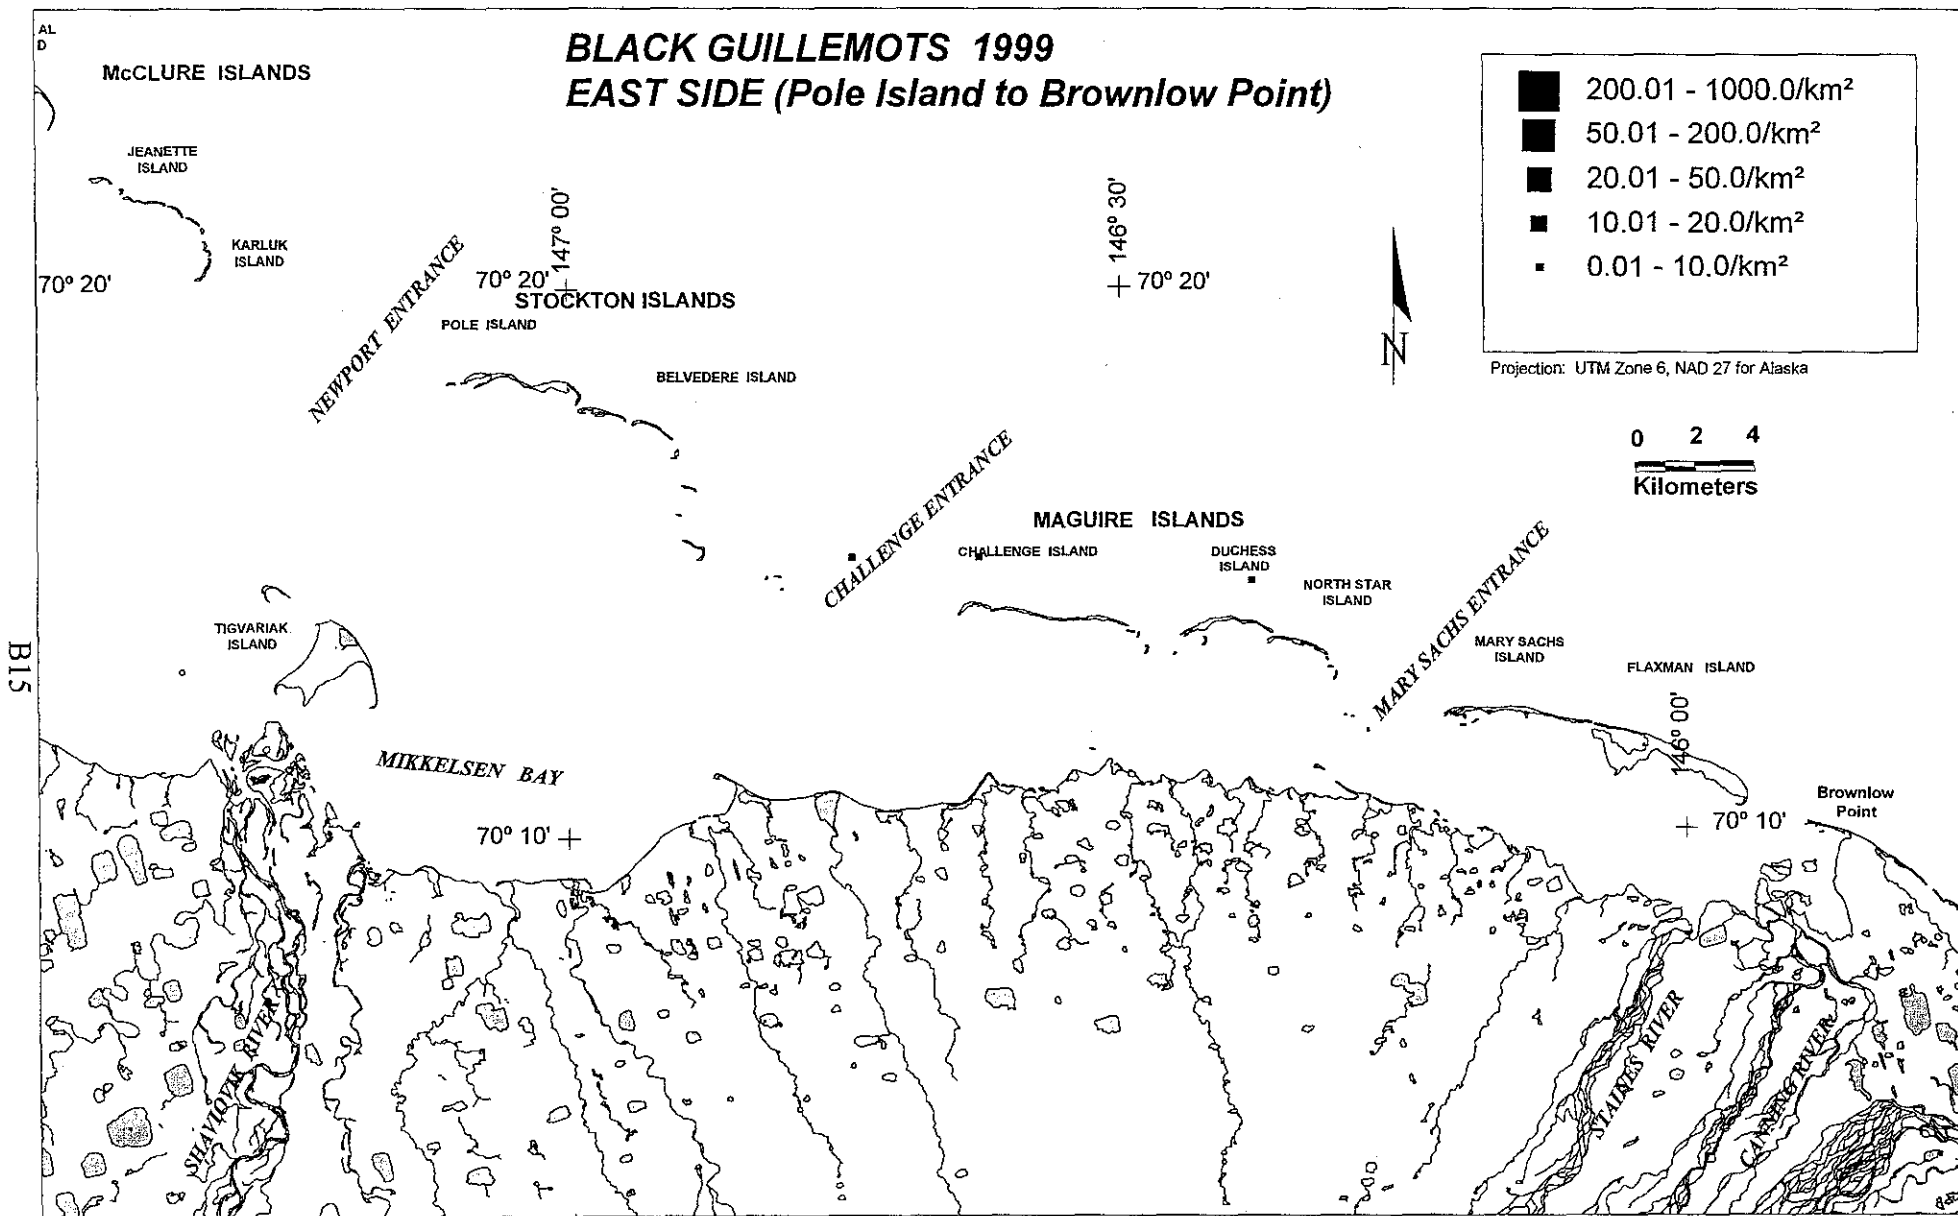 BLACK GUILLEMOTS 1999
EAST SIDE (Pole Island to Brownlow Point)
AL
D
McCLURE ISLANDS
JEANETTE
ISLAND
KARLUK
ISLAND
70° 20'
NEWPORT ENTRANCE
70° 20'
147° 00'
STOCKTON ISLANDS
POLE ISLAND
BELVEDERE ISLAND
146° 30'
70° 20'
N
200.01 - 1000.0/km²
50.01 - 200.0/km²
20.01 - 50.0/km²
10.01 - 20.0/km²
0.01 - 10.0/km²
Projection: UTM Zone 6, NAD 27 for Alaska
0 2 4
Kilometers
CHALLENGE ENTRANCE
MAGUIRE ISLANDS
CHALLENGE ISLAND
DUCHESS
ISLAND
NORTH STAR
ISLAND
MARY SACHS ENTRANCE
MARY SACHS
ISLAND
FLAXMAN ISLAND
146° 00'
TIGVARIAK
ISLAND
B15
MIKKELSEN BAY
70° 10'
70° 10'
Brownlow
Point
SHAVIOVIK RIVER
STAINES RIVER
CANNING RIVER